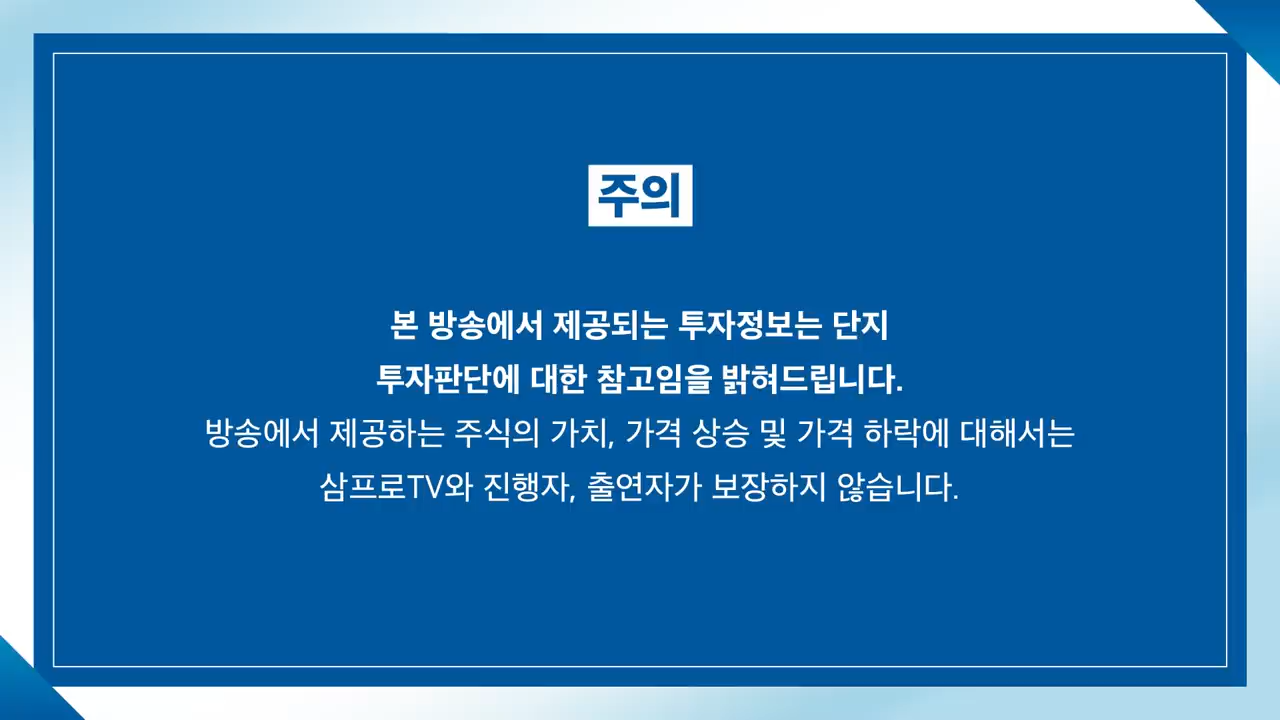 주의
본 방송에서 제공되는 투자정보는 단지
투자판단에 대한 참고임을 밝혀드립니다.
방송에서 제공하는 주식의 가치, 가격 상승 및 가격 하락에 대해서는
삼프로TV와 진행자, 출연자가 보장하지 않습니다.